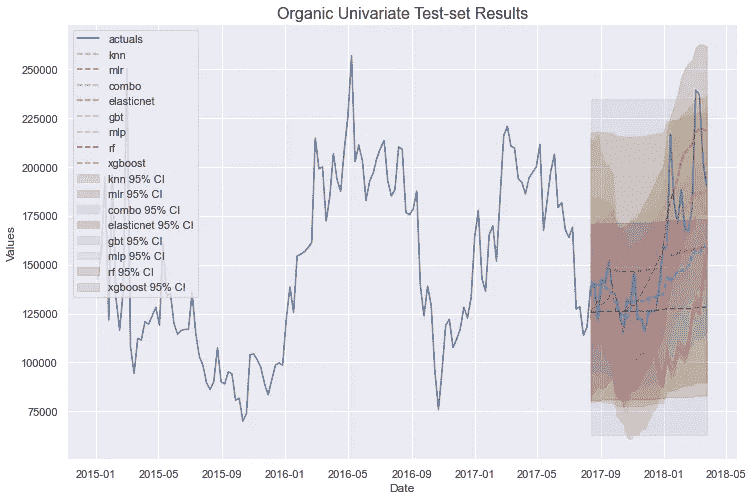 Organic Univariate Test-set Results
actuals
knn
mlr
combo
elasticnet
gbt
mlp
rf
xgboost
knn 95% CI
mlr 95% CI
combo 95% CI
elasticnet 95% CI
gbt 95% CI
mlp 95% CI
rf 95% CI
xgboost 95% CI
250000
225000
200000
175000
150000
125000
100000
75000
Values
2015-01 2015-05 2015-09 2016-01 2016-05 2016-09 2017-01 2017-05 2017-09 2018-01 2018-05
Date